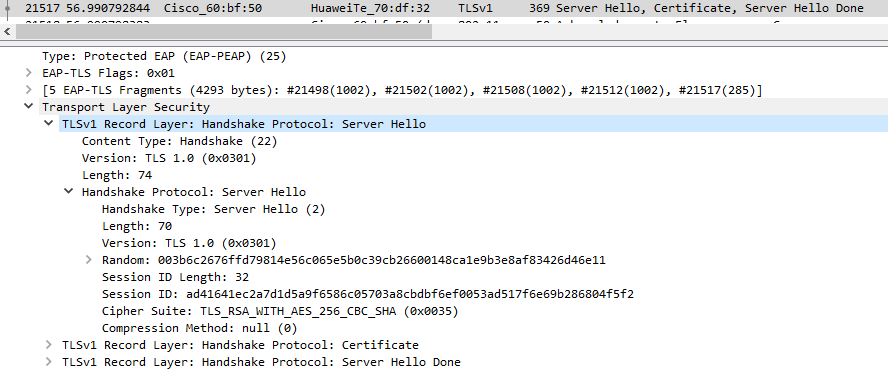 21517 56.990792844 Cisco_60:bf:50 HuaweiTe_70:df:32 TLSv1 369 Server Hello, Certificate, Server Hello Done
Type: Protected EAP (EAP-PEAP) (25)
EAP-TLS Flags: 0x01
[5 EAP-TLS Fragments (4293 bytes): #21498(1002), #21502(1002), #21508(1002), #21512(1002), #21517(285)]
Transport Layer Security
TLSv1 Record Layer: Handshake Protocol: Server Hello
Content Type: Handshake (22)
Version: TLS 1.0 (0x0301)
Length: 74
Handshake Protocol: Server Hello
Handshake Type: Server Hello (2)
Length: 70
Version: TLS 1.0 (0x0301)
Random: 003b6c2676ffd79814e56c065e5b0c39cb26600148ca1e9b3e8af83426d46e11
Session ID Length: 32
Session ID: ad41641ec2a7d1d5a9f6586c05703a8cbdbf6ef0053ad517f6e69b286804f5f2
Cipher Suite: TLS_RSA_WITH_AES_256_CBC_SHA (0x0035)
Compression Method: null (0)
TLSv1 Record Layer: Handshake Protocol: Certificate
TLSv1 Record Layer: Handshake Protocol: Server Hello Done